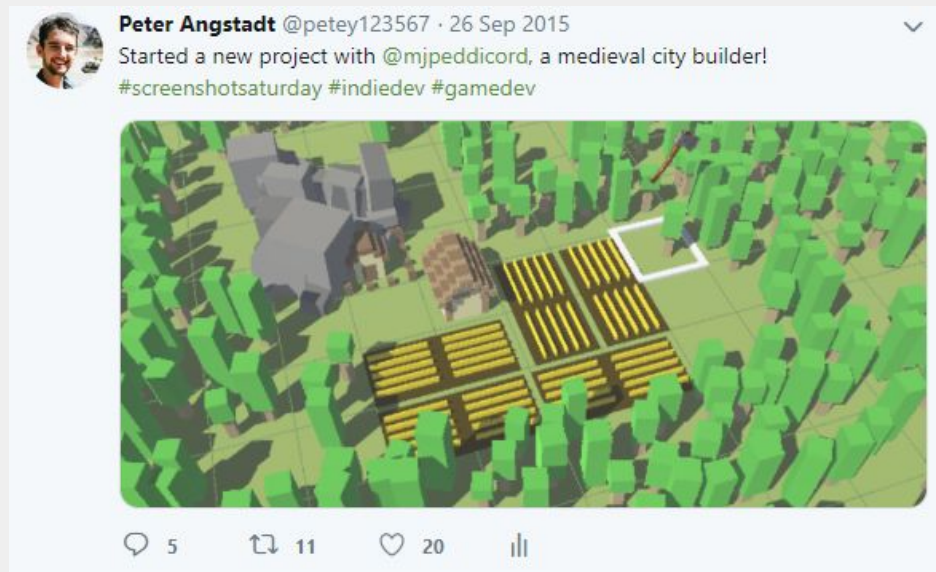 Peter Angstadt @petey123567 · 26 Sep 2015
Started a new project with @mjpeddicord, a medieval city builder!
#screenshotsaturday #indiedev #gamedev
5 11 20